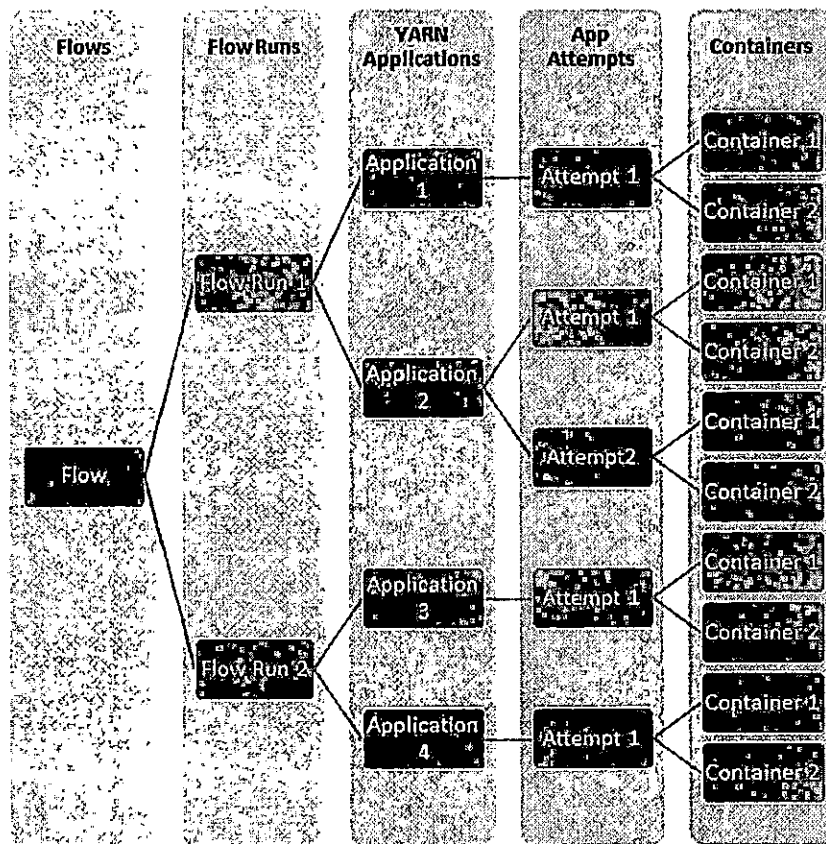 Flows
Flow Runs
YARN
Applications
App
Attempts
Containers
Flow
Flow Run 1
Flow Run 2
Application
1
Application
2
Application
3
Application
4
Attempt 1
Attempt 1
Attempt2
Attempt 1
Attempt 1
Container 1
Container 2
Container 1
Container 2
Container 1
Container 2
Container 1
Container 2
Container 1
Container 2